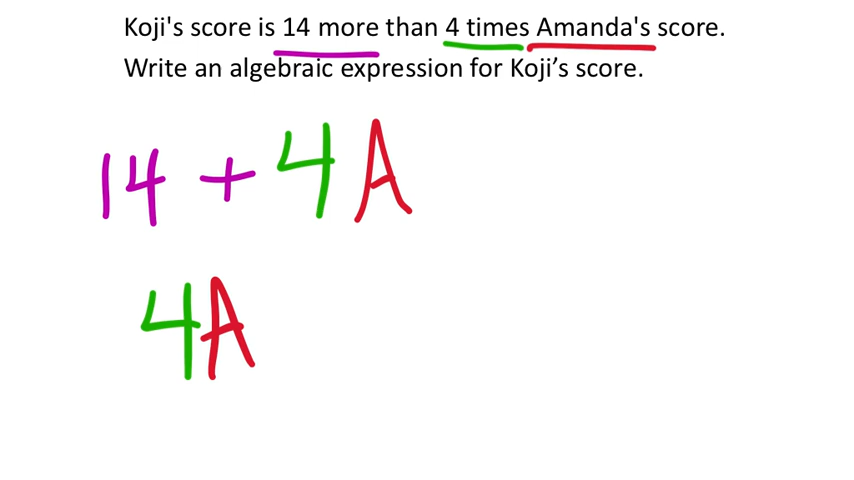 Koji's score is 14 more than 4 times Amanda's score.
Write an algebraic expression for Koji’s score.
14 + 4A
4A